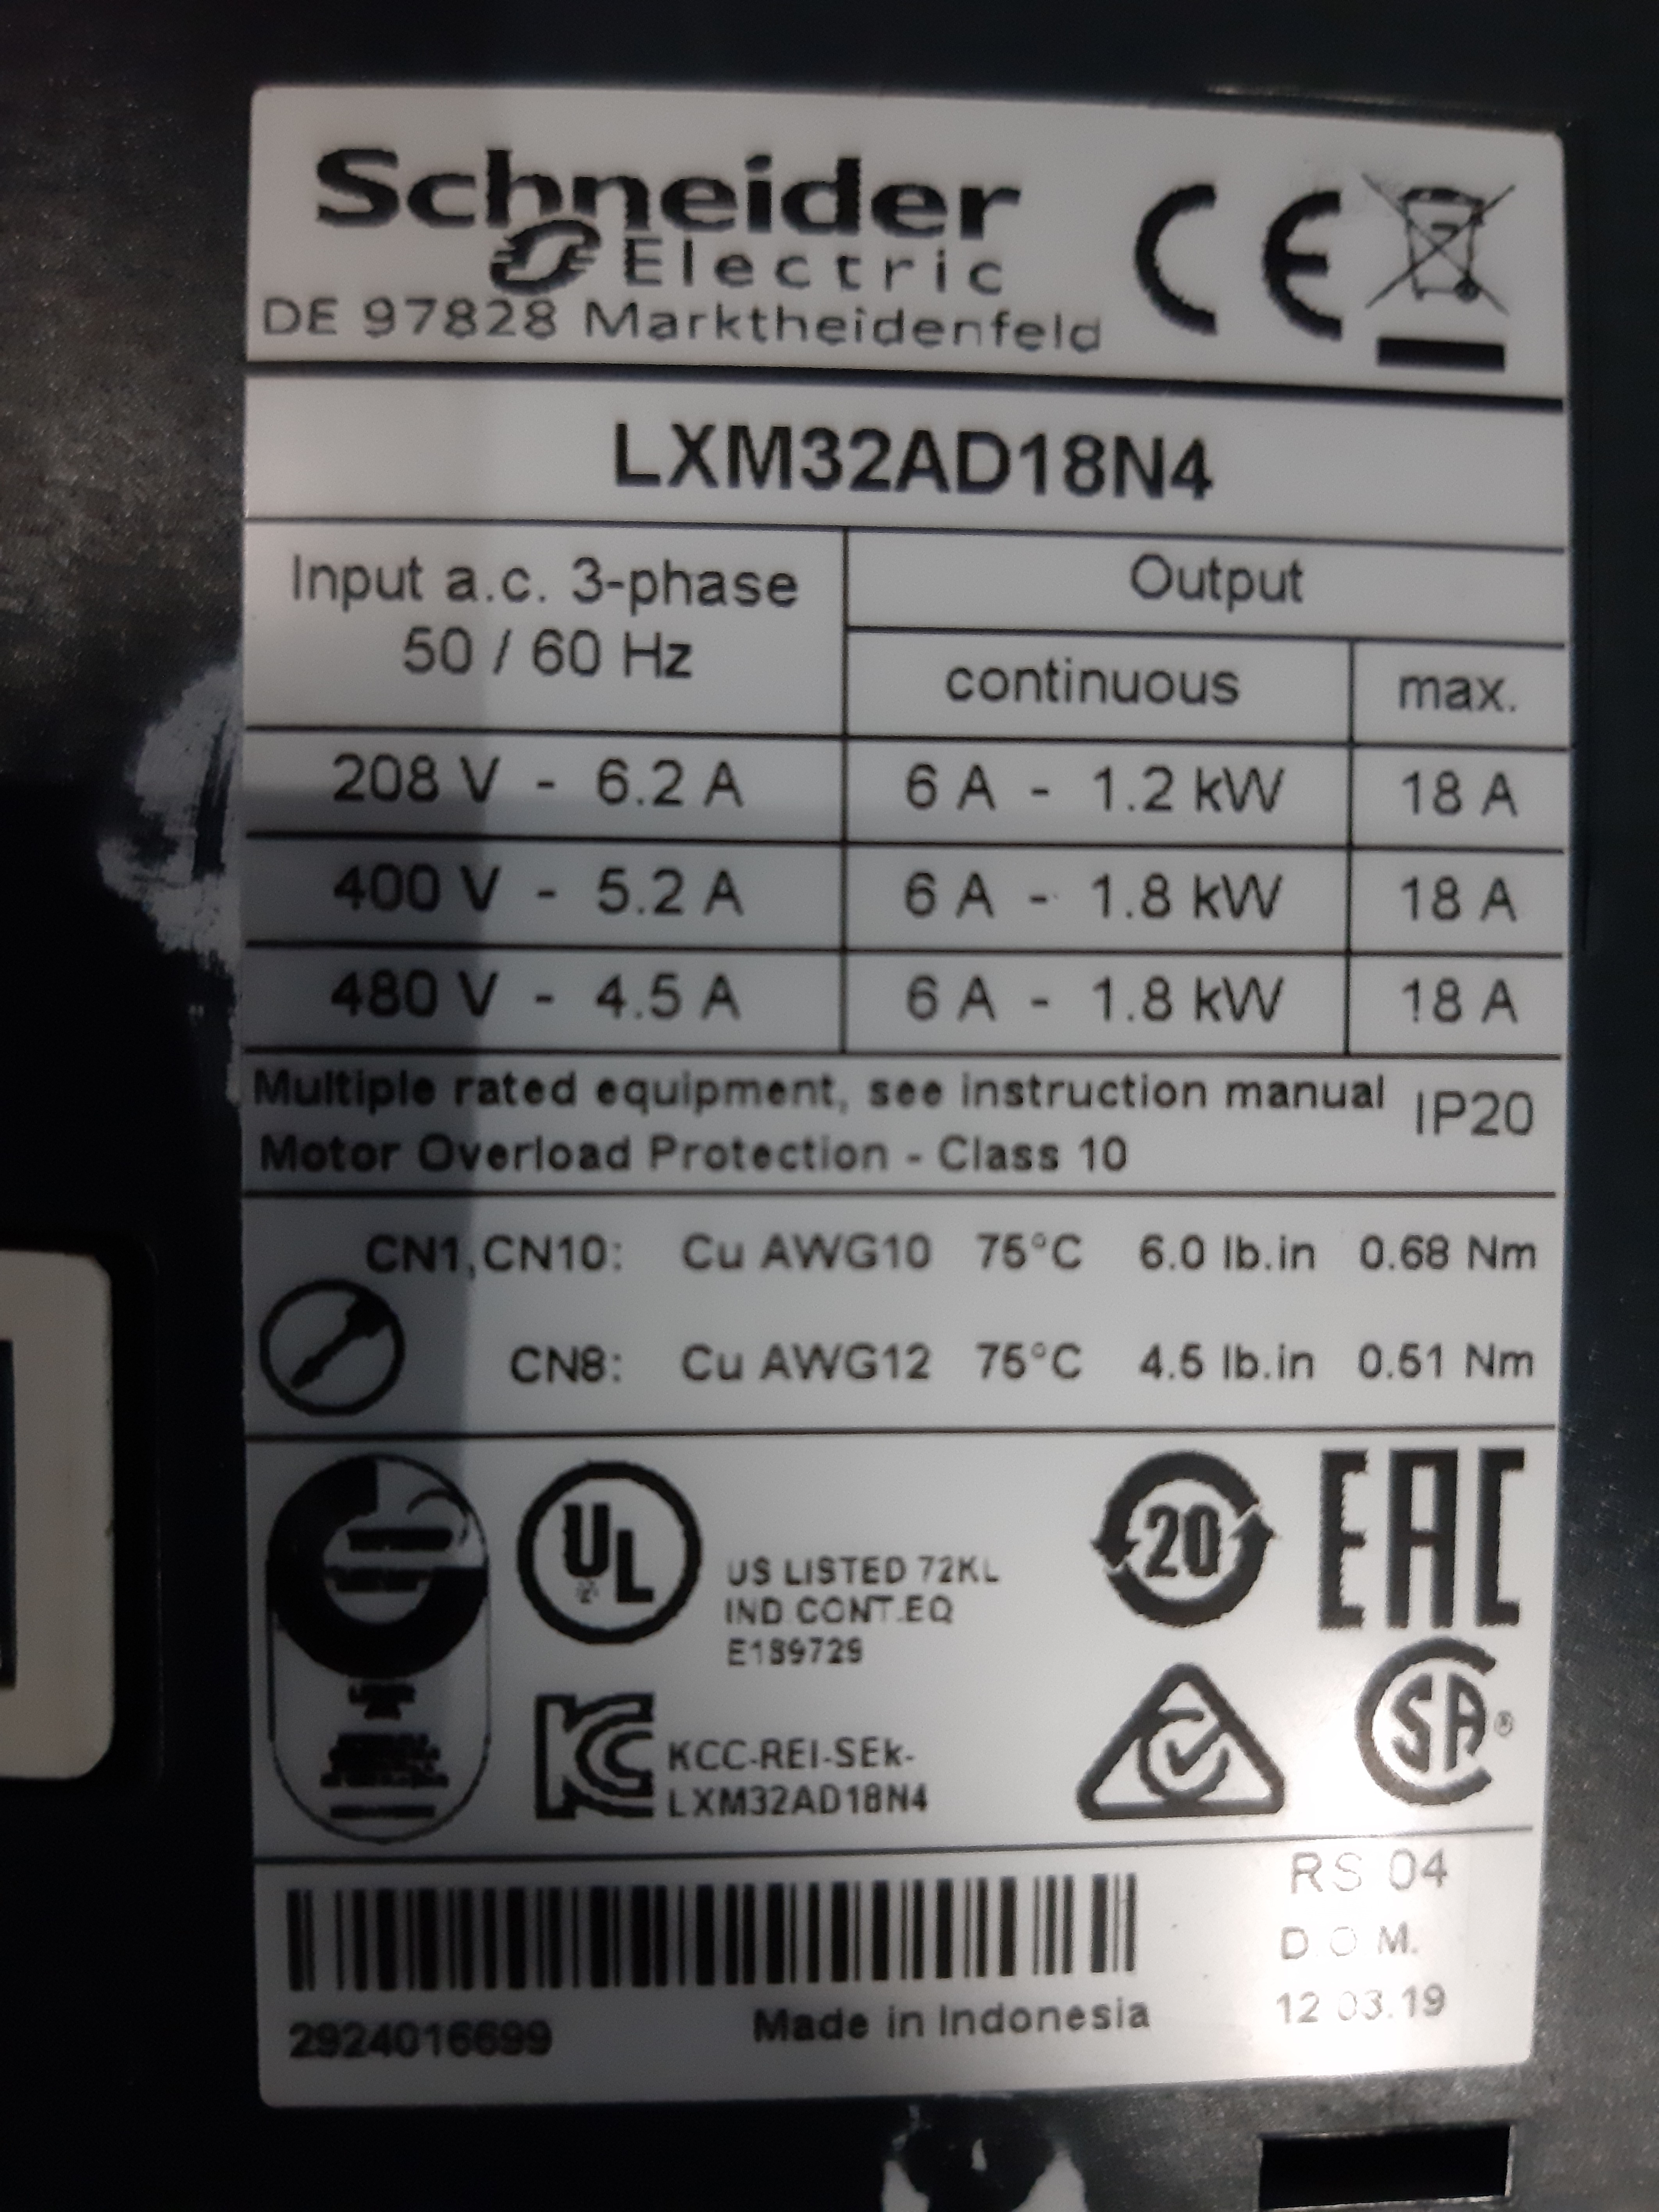 Schneider
Electric
DE 97828 Marktheidenfeld
CE
LXM32AD18N4
Input a.c. 3-phase
50 / 60 Hz
Output
continuous
max.
208 V - 6.2 A
6 A - 1.2 kW
18 A
400 V - 5.2 A
6 A - 1.8 kW
18 A
480 V - 4.5 A
6 A - 1.8 kW
18 A
Multiple rated equipment, see instruction manual
IP20
Motor Overload Protection - Class 10
CN1,CN10: Cu AWG10 75°C 6.0 lb.in 0.68 Nm
CN8: Cu AWG12 75°C 4.5 lb.in 0.51 Nm
UL
US LISTED 72KL
IND.CONT.EQ
E189729
20
EAC
KC
KCC-REI-SEk-
LXM32AD18N4
SA®
RS 04
D.O.M.
12.03.19
2924016699
Made in Indonesia